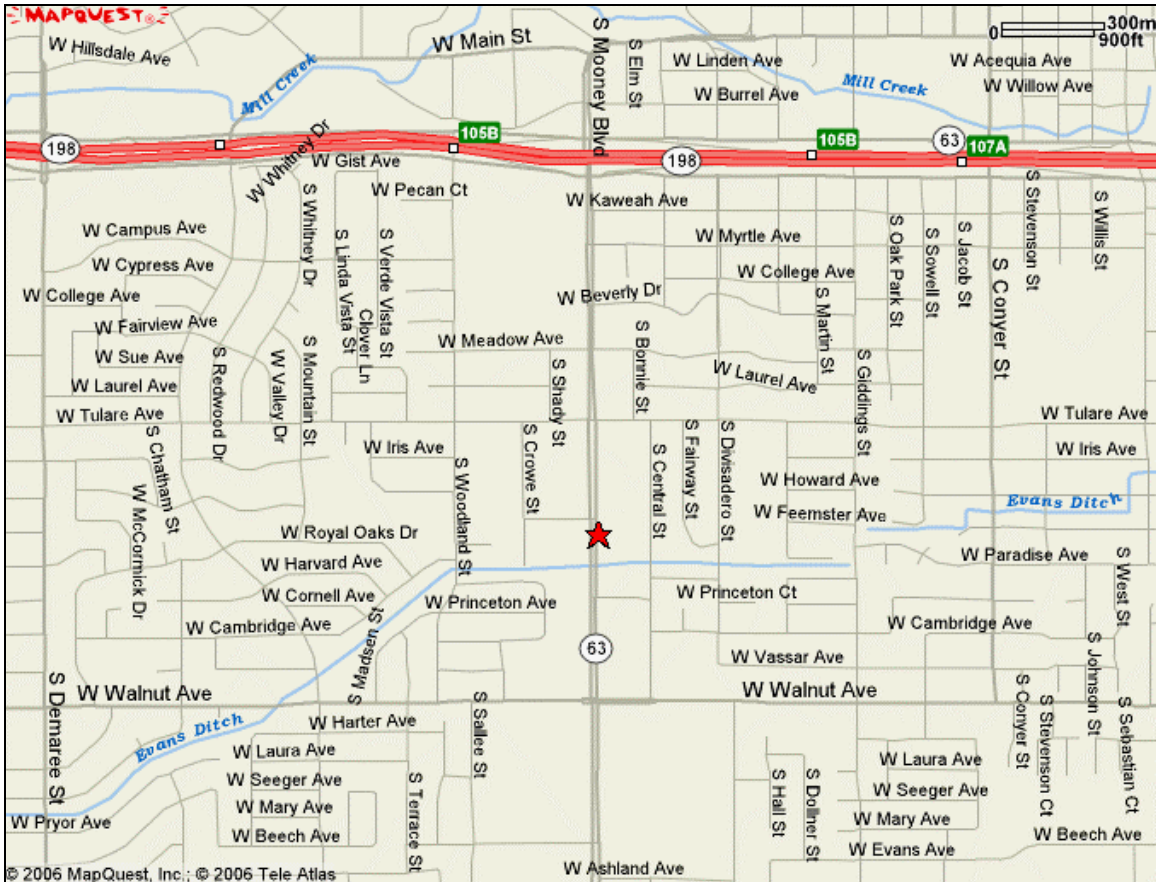 MAPQUEST
300m
0
900ft
W Hillsdale Ave
W Main St
S Mooney Blvd
S Elm St
W Linden Ave
W Acequia Ave
Mill Creek
Mill Creek
W Burrel Ave
W Willow Ave
198
105B
105B
63
107A
198
W Whitney Dr
W Gist Ave
W Pecan Ct
W Kaweah Ave
S Stevenson St
S Willis St
S Whitney Dr
W Campus Ave
S Linda Vista St
S Verde Vista St
W Myrtle Ave
S Oak Park St
S Sowell St
S Jacob St
W Cypress Ave
W College Ave
S Conyer St
W College Ave
W Beverly Dr
S Martin St
W Fairview Ave
Clover Ln
W Meadow Ave
S Bonnie St
W Sue Ave
S Redwood Dr
W Valley Dr
S Mountain St
S Shady St
W Laurel Ave
S Giddings St
W Laurel Ave
W Tulare Ave
W Tulare Ave
S Chatham St
W Iris Ave
S Crowe St
S Central St
S Fairway St
S Divisadero St
W Iris Ave
S Woodland St
W Howard Ave
W McCormick Dr
W Feemster Ave
Evans Ditch
W Royal Oaks Dr
W Paradise Ave
W Harvard Ave
S West St
W Cornell Ave
W Princeton Ave
W Princeton Ct
W Cambridge Ave
S Madsen St
W Cambridge Ave
63
W Vassar Ave
S Johnson St
S Demaree St
W Walnut Ave
W Walnut Ave
S Conyer St
S Stevenson Ct
S Sebastian Ct
Evans Ditch
W Harter Ave
S Sallee St
W Laura Ave
W Laura Ave
W Seeger Ave
S Terrace St
S Hall St
S Dollner St
W Seeger Ave
W Mary Ave
W Mary Ave
W Pryor Ave
W Beech Ave
W Beech Ave
W Evans Ave
W Ashland Ave
© 2006 MapQuest, Inc.; © 2006 Tele Atlas